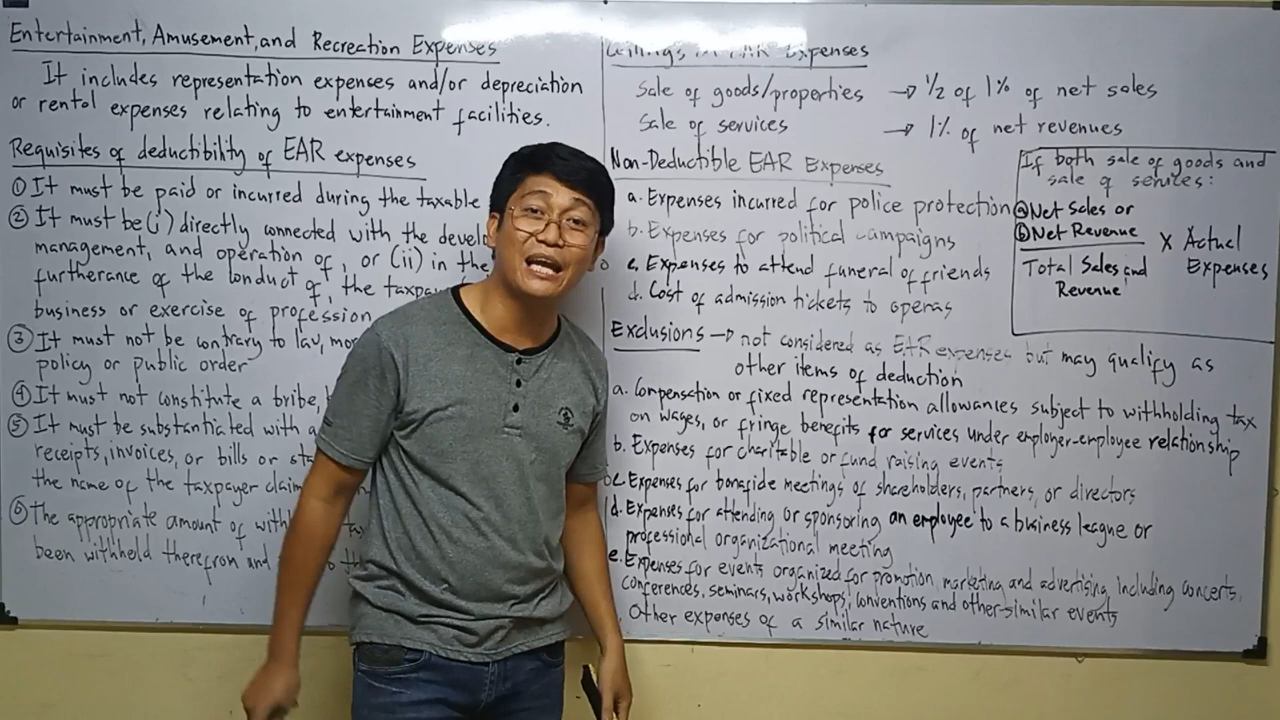 Entertainment, Amusement, and Recreation Expenses
It includes representation expenses and/or depreciation
or rental expenses relating to entertainment facilities.
Requisites of deductibility of EAR expenses
① It must be paid or incurred during the taxable
② It must be (i) directly connected with the
management, and operation of, or (ii) in the
furtherance of the conduct of, the
business or exercise of profession
③ It must not be contrary to law,
policy or public order
④ It must not constitute a bribe,
⑤ It must be substantiated with
receipts, invoices, or bills or
the name of the taxpayer
⑥ The appropriate amount of
been withheld therefrom and
Expenses
Sale of goods/properties → 1/2 of 1% of net sales
Sale of services → 1% of net revenues
Non-Deductible EAR Expenses
a. Expenses incurred for police protection
b. Expenses for political campaigns
c. Expenses to attend funeral of friends
d. Cost of admission tickets to operas
If both sale of goods and
sale of services:
ⓐ Net Sales or
ⓑ Net Revenue
Total Sales and
Revenue
X Actual
Expenses
Exclusions → not considered as EAR expenses but may qualify as
other items of deduction
a. Compensation or fixed representation allowances subject to withholding tax
on wages, or fringe benefits for services under employer-employee relationship
b. Expenses for charitable or fund raising events
c. Expenses for bonafide meetings of shareholders, partners, or directors
d. Expenses for attending or sponsoring an employee to a business league or
professional organizational meeting
e. Expenses for events organized for promotion, marketing and advertising, including concerts,
conferences, seminars, workshops, conventions and other similar events
Other expenses of a similar nature